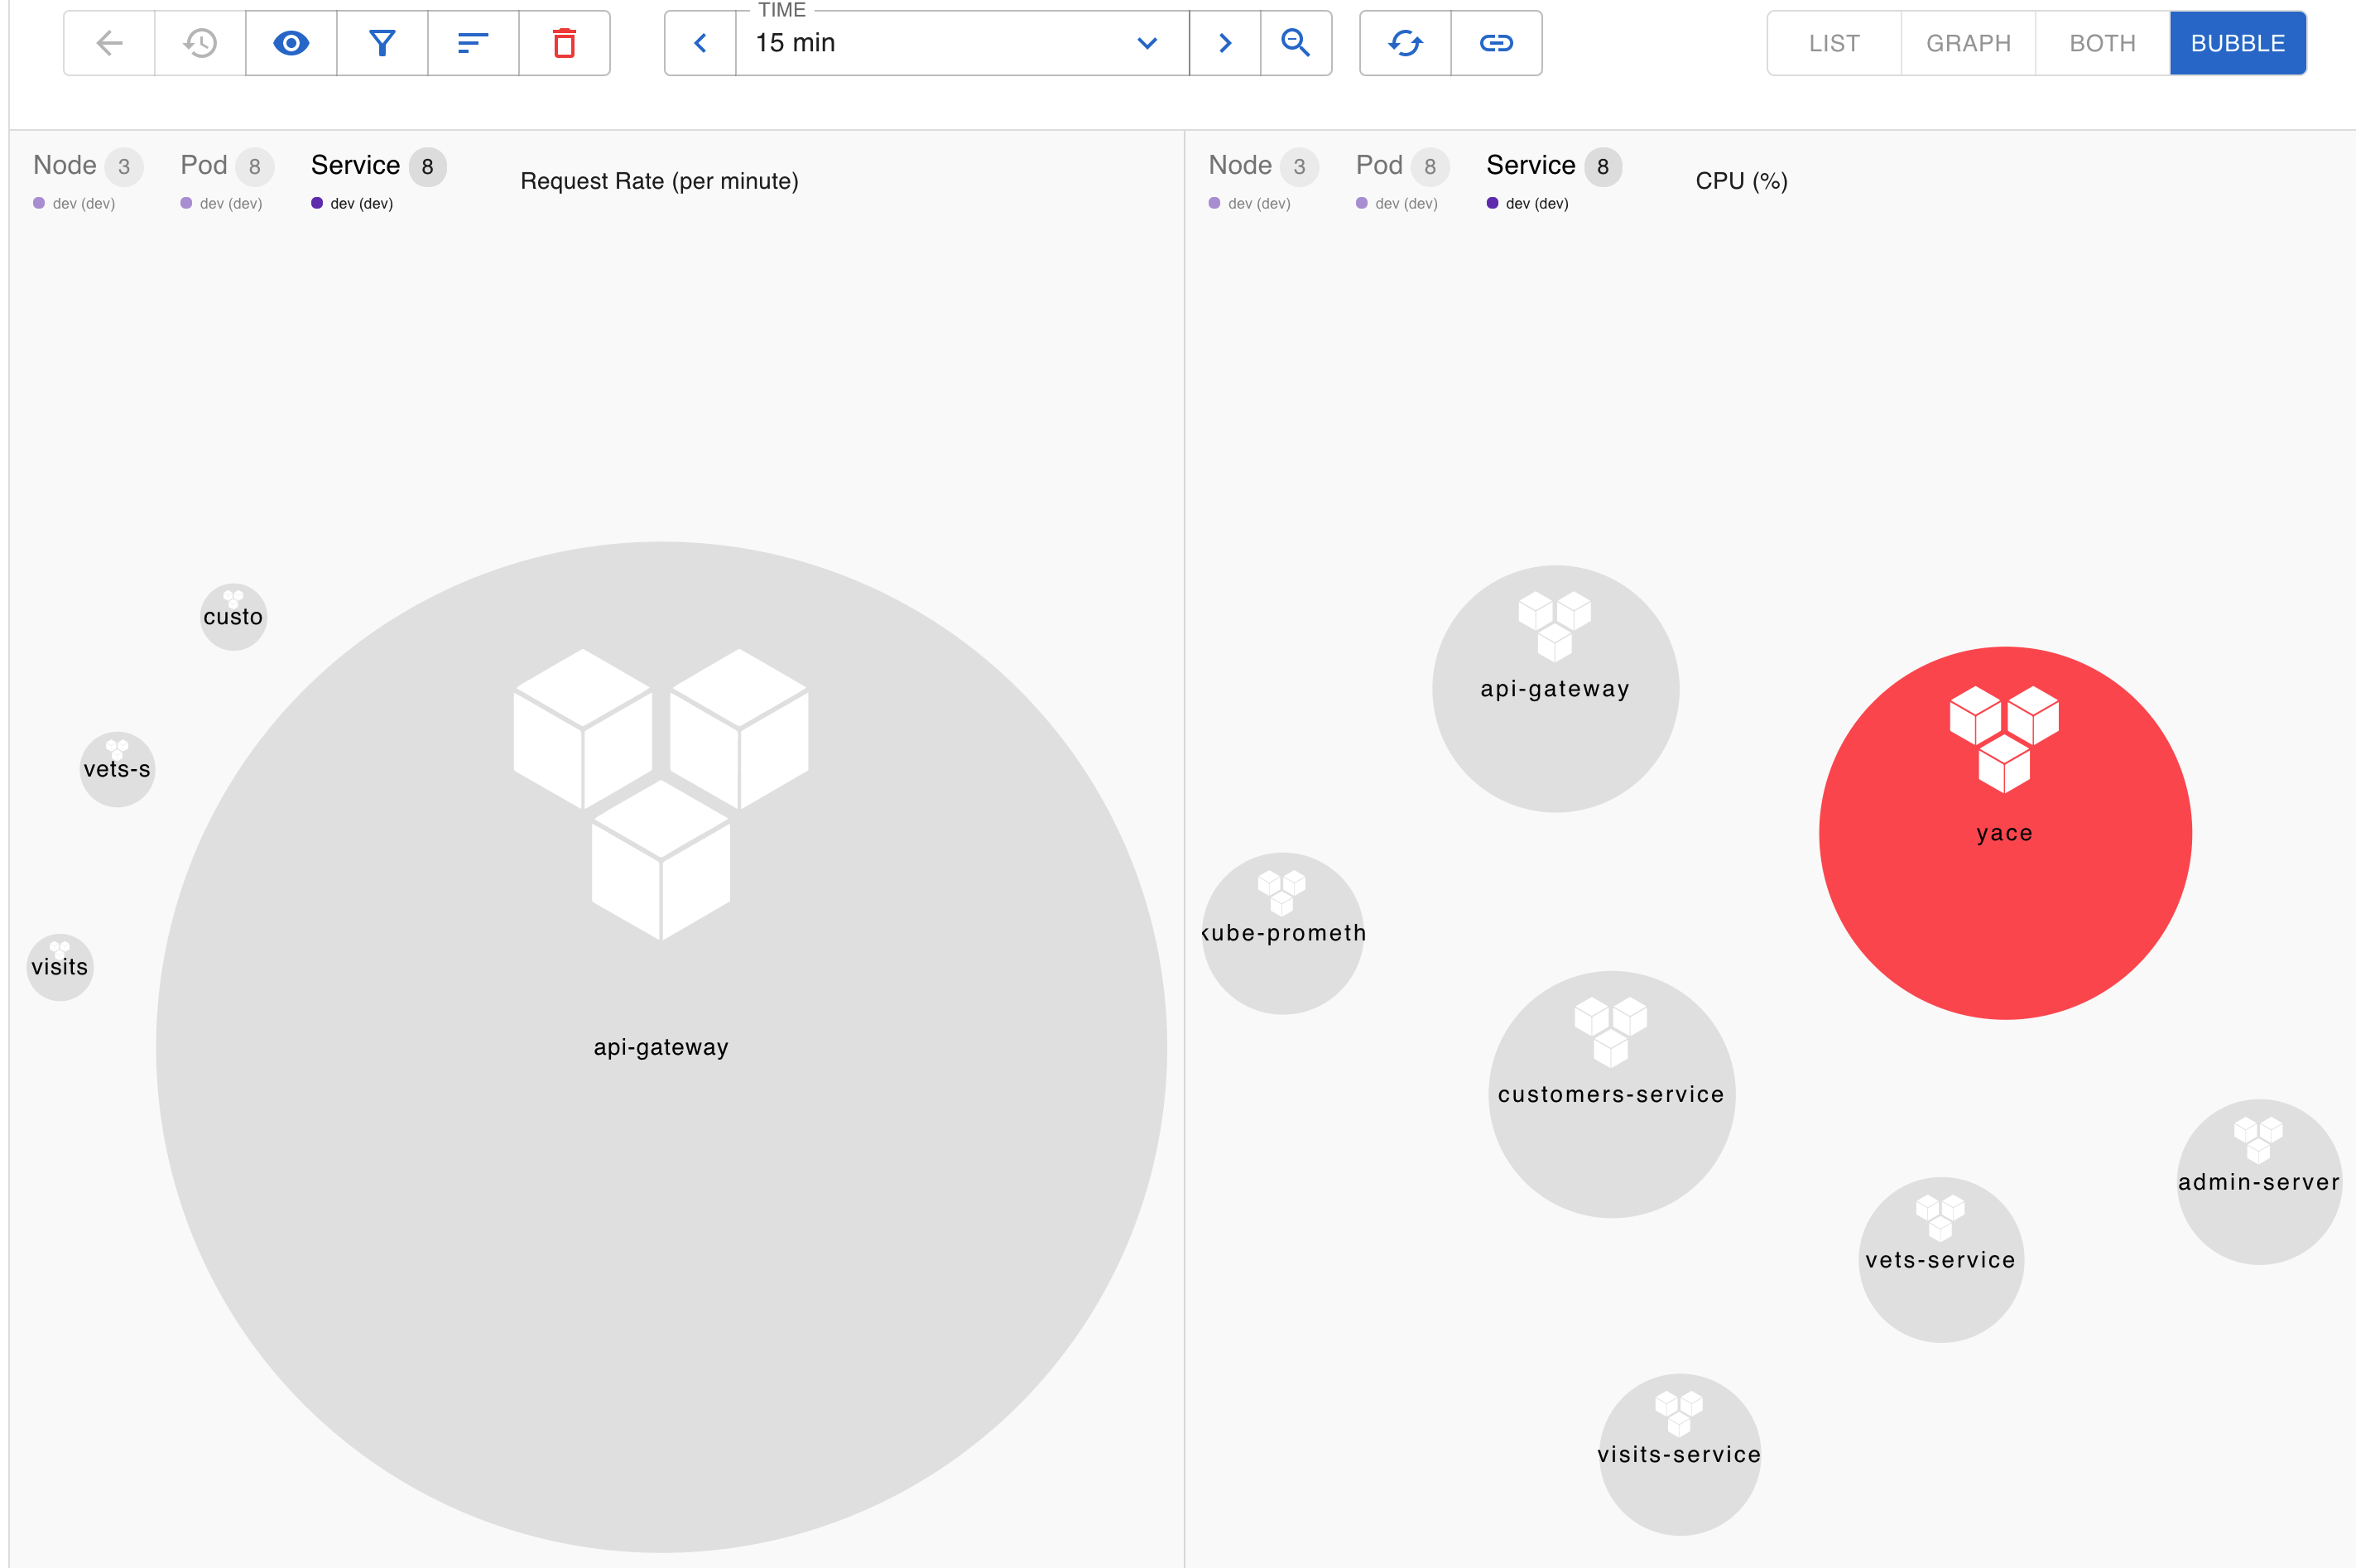 TIME
15 min
LIST GRAPH BOTH BUBBLE
Node 3 Pod 8 Service 8
dev (dev) dev (dev) dev (dev)
Request Rate (per minute)
custo
vets-s
visits
api-gateway
Node 3 Pod 8 Service 8
dev (dev) dev (dev) dev (dev)
CPU (%)
api-gateway
yace
kube-prometh
customers-service
admin-server
vets-service
visits-service